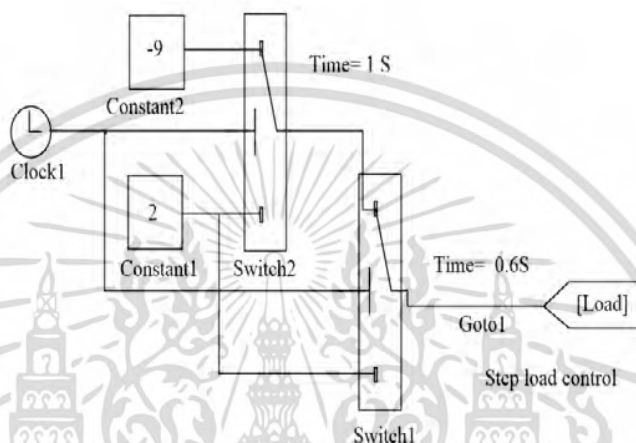 -9
Time= 1 S
Constant2
Clock1
2
Constant1
Switch2
Time= 0.6S
[Load]
Goto1
Step load control
Switch1